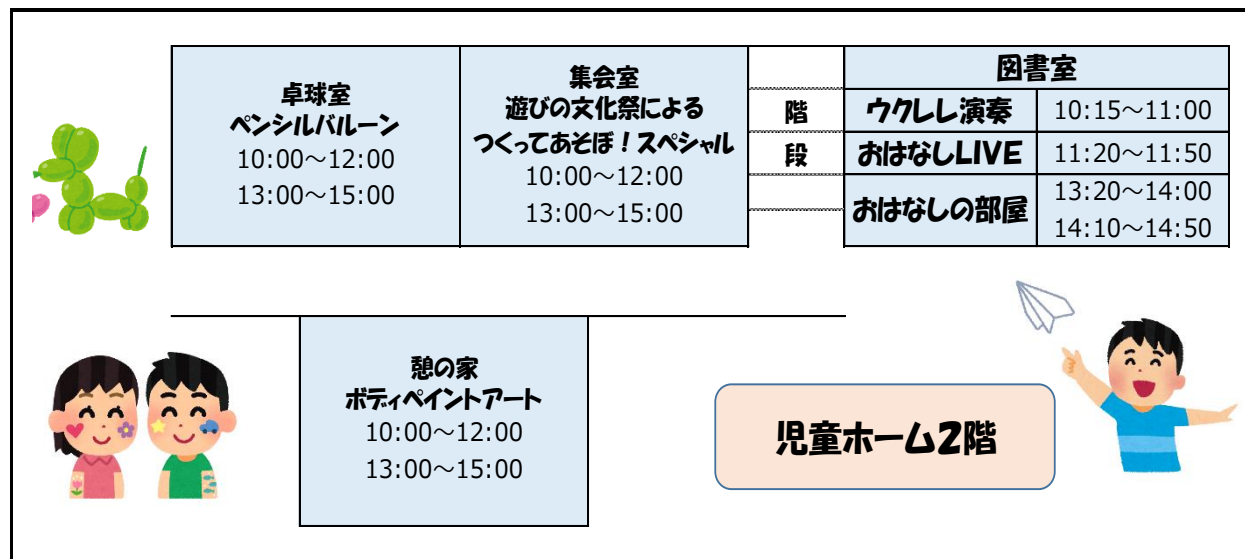 卓球室
ペンシルバルーン
10:00～12:00
13:00～15:00
集会室
遊びの文化祭による
つくってあそぼ！スペシャル
10:00～12:00
13:00～15:00
階
段
図書室
ウクレレ演奏 10:15～11:00
おはなしLIVE 11:20～11:50
おはなしの部屋 13:20～14:00
14:10～14:50
憩の家
ボディペイントアート
10:00～12:00
13:00～15:00
児童ホーム2階